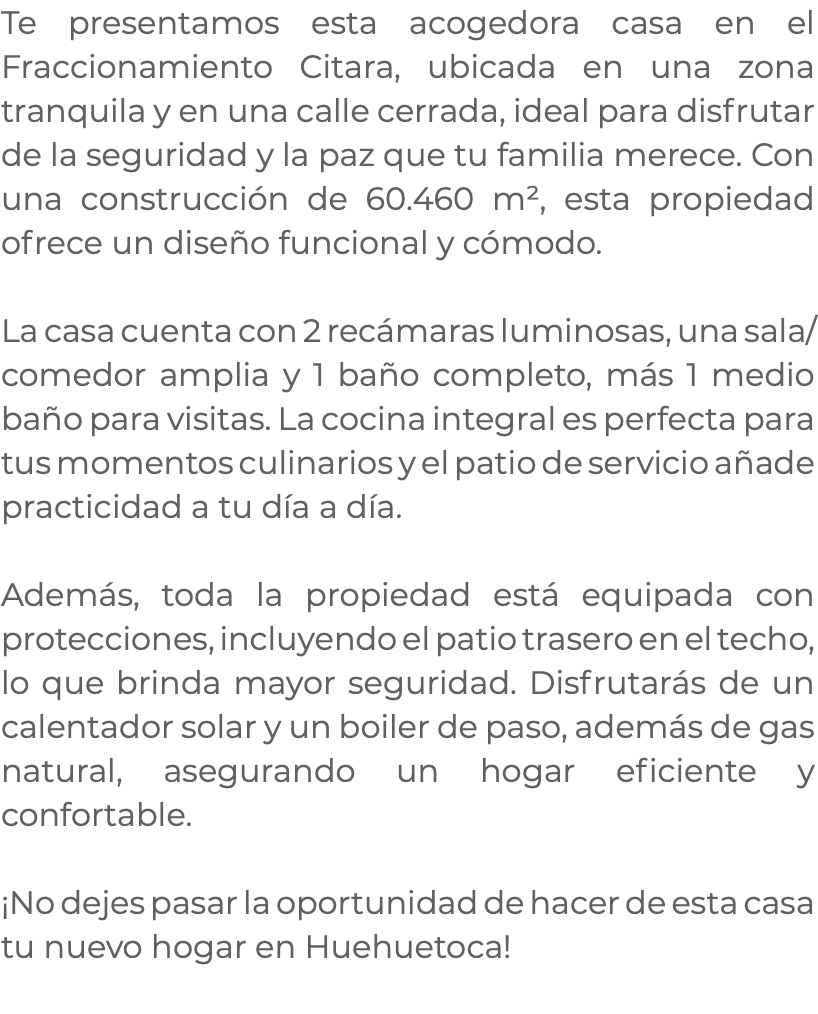 Te presentamos esta acogedora casa en el
Fraccionamiento Citara, ubicada en una zona
tranquila y en una calle cerrada, ideal para disfrutar
de la seguridad y la paz que tu familia merece. Con
una construcción de 60.460 m², esta propiedad
ofrece un diseño funcional y cómodo.
La casa cuenta con 2 recámaras luminosas, una sala/
comedor amplia y 1 baño completo, más 1 medio
baño para visitas. La cocina integral es perfecta para
tus momentos culinarios y el patio de servicio añade
practicidad a tu día a día.
Además, toda la propiedad está equipada con
protecciones, incluyendo el patio trasero en el techo,
lo que brinda mayor seguridad. Disfrutarás de un
calentador solar y un boiler de paso, además de gas
natural, asegurando un hogar eficiente y
confortable.
¡No dejes pasar la oportunidad de hacer de esta casa
tu nuevo hogar en Huehuetoca!